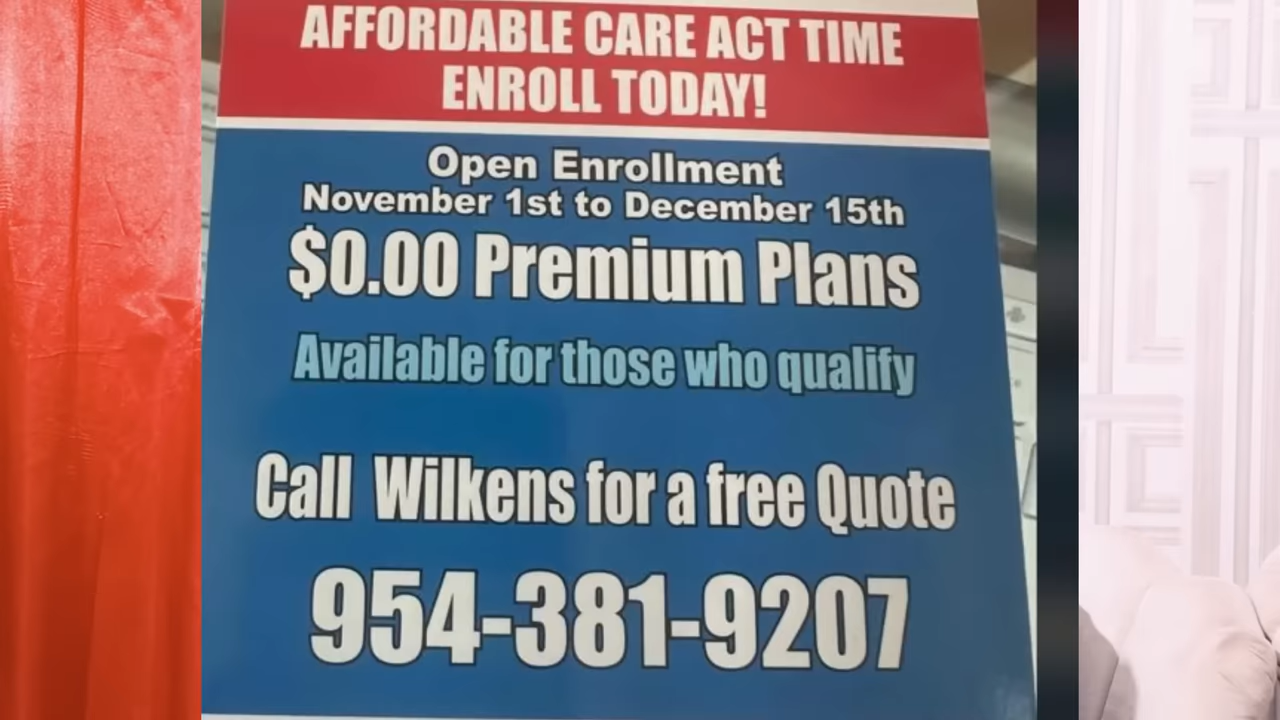 AFFORDABLE CARE ACT TIME
ENROLL TODAY!
Open Enrollment
November 1st to December 15th
$0.00 Premium Plans
Available for those who qualify
Call Wilkens for a free Quote
954-381-9207